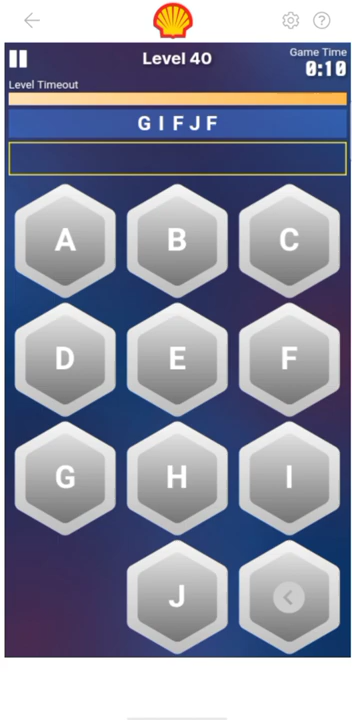 Level 40
Game Time
0:10
Level Timeout
G I F J F
A B C
D E F
G H I
J